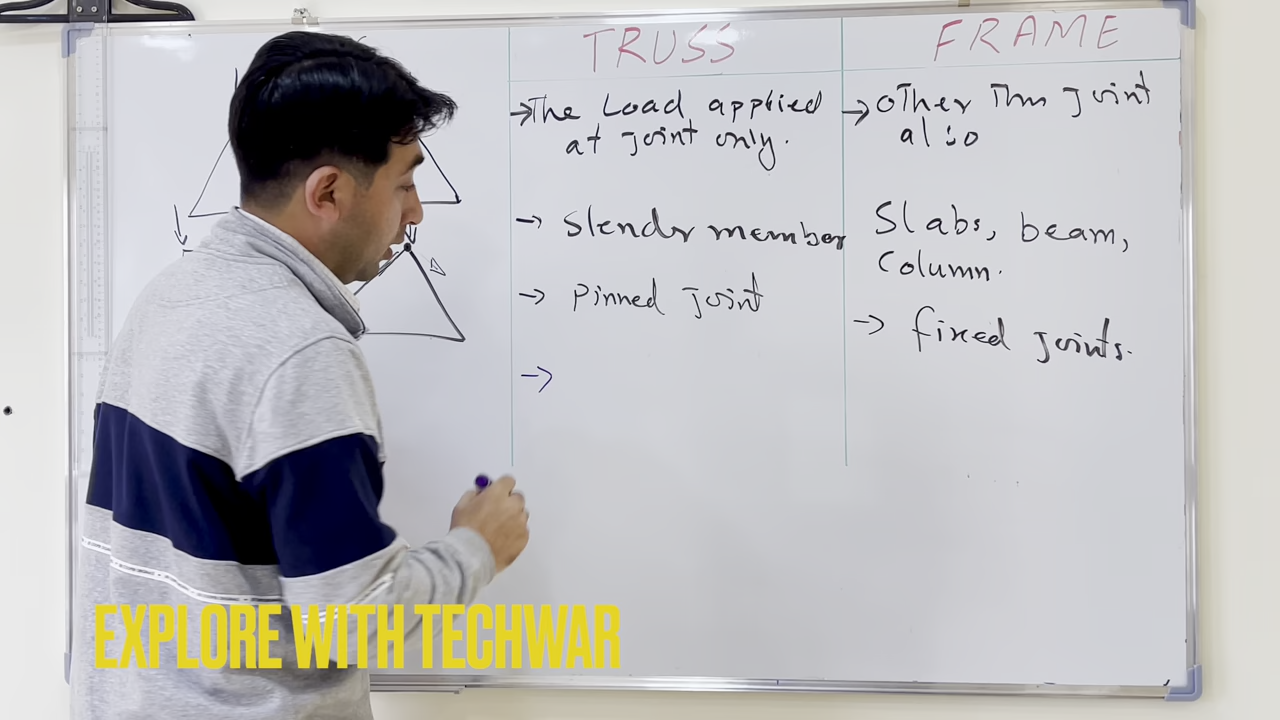 TRUSS
FRAME
→The Load applied
at joint only.
→ Other Than Joint
also
→ Slender member
Slabs, beam,
Column.
→ Pinned joint
→ fixed joints.
→
EXPLORE WITH TECHWAR